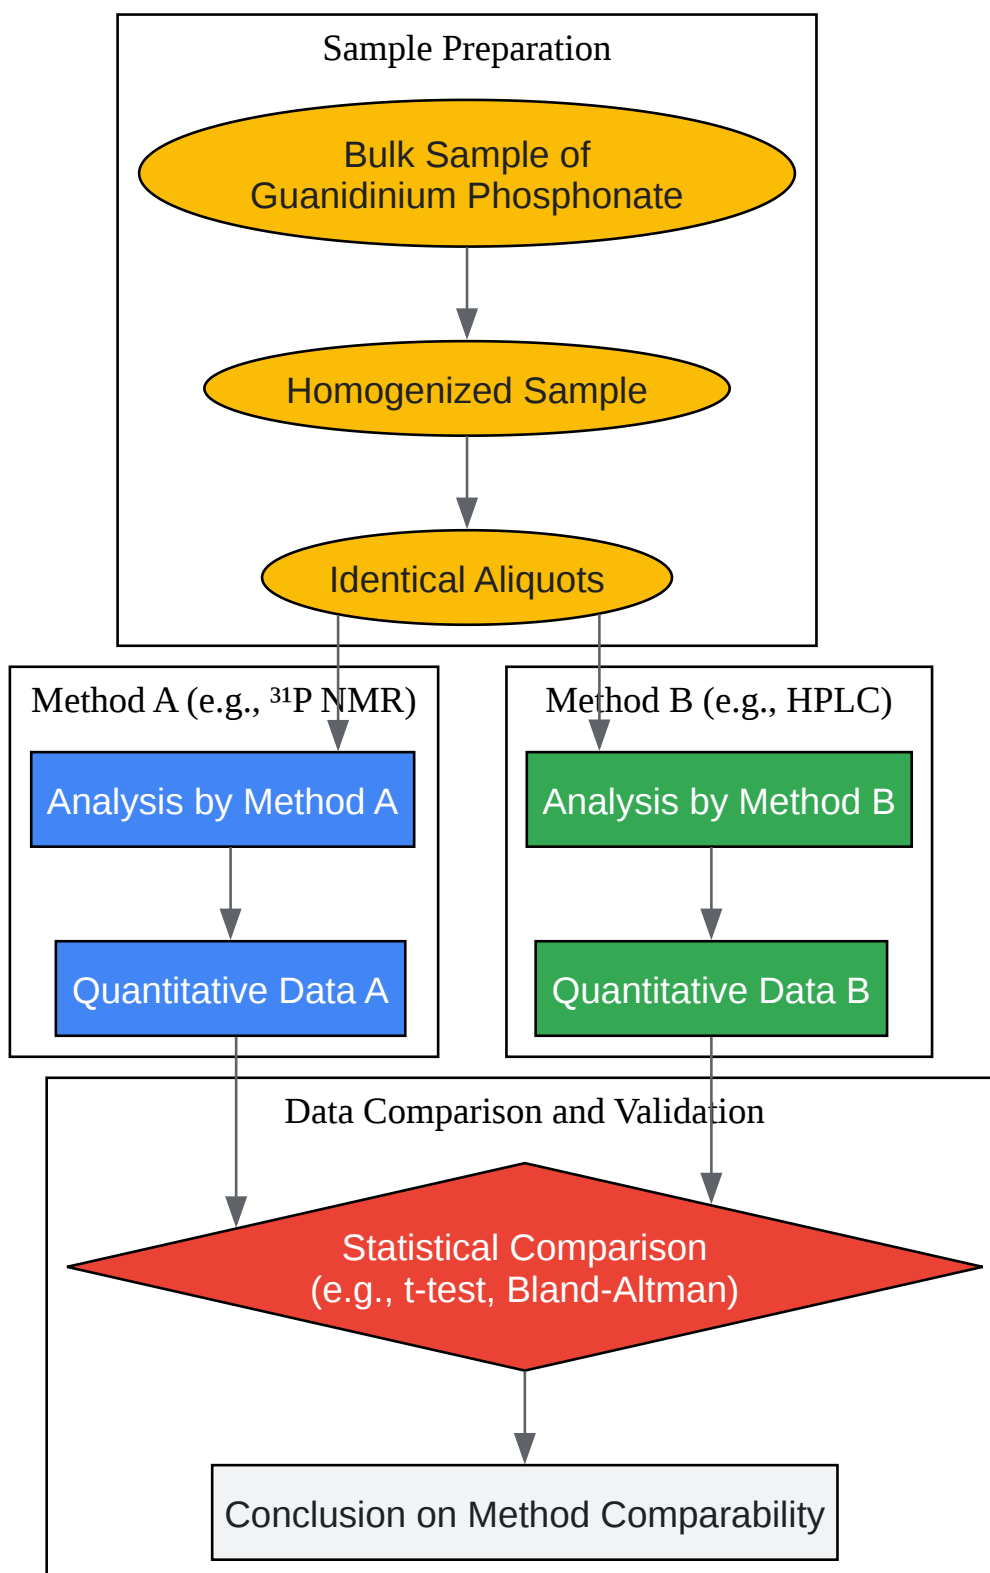 Sample Preparation
Bulk Sample of
Guanidinium Phosphonate
Homogenized Sample
Identical Aliquots
Method A (e.g., ³¹P NMR)
Analysis by Method A
Quantitative Data A
Method B (e.g., HPLC)
Analysis by Method B
Quantitative Data B
Data Comparison and Validation
Statistical Comparison
(e.g., t-test, Bland-Altman)
Conclusion on Method Comparability